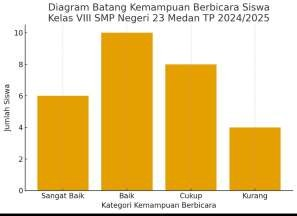 Diagram Batang Kemampuan Berbicara Siswa
Kelas VIII SMP Negeri 23 Medan TP 2024/2025
10
8
6
4
2
0
Jumlah Siswa
Sangat Baik Baik Cukup Kurang
Kategori Kemampuan Berbicara